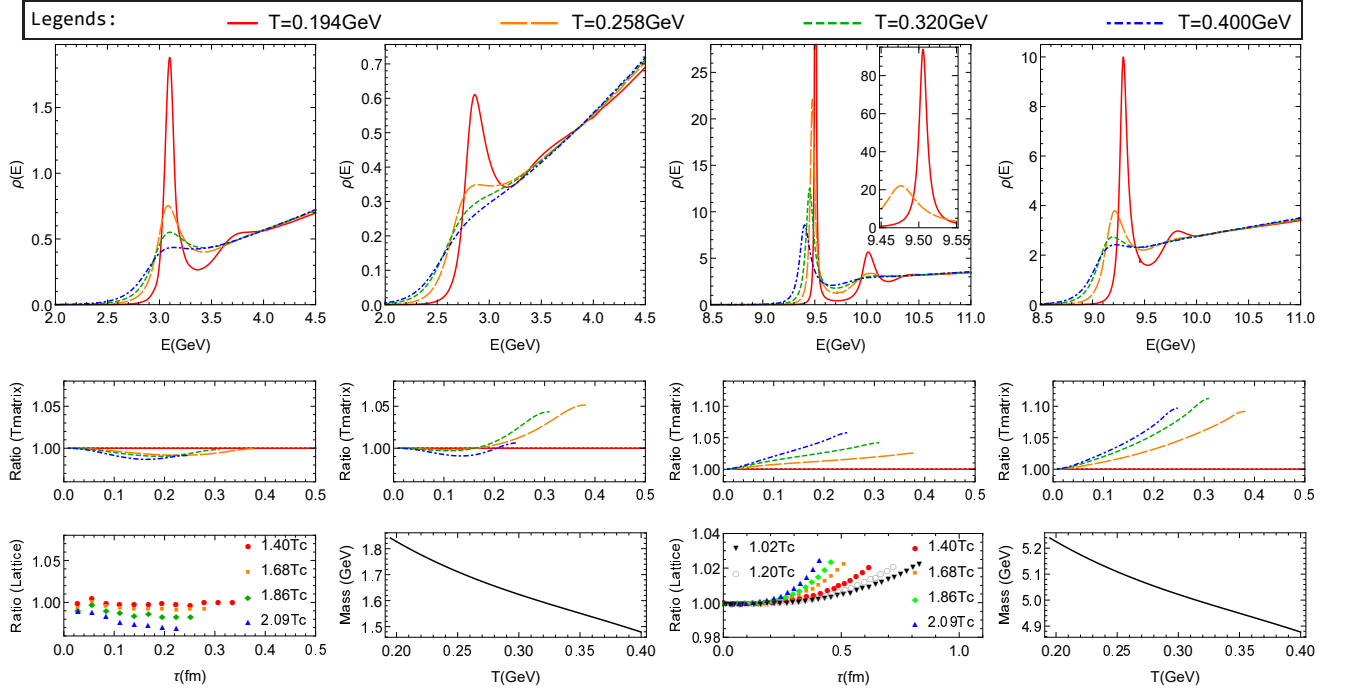 Legends: T=0.194GeV T=0.258GeV T=0.320GeV T=0.400GeV
ρ(E)
1.5
1.0
0.5
0.0
2.0 2.5 3.0 3.5 4.0 4.5
E(GeV)
ρ(E)
0.7
0.6
0.5
0.4
0.3
0.2
0.1
0.0
2.0 2.5 3.0 3.5 4.0 4.5
E(GeV)
ρ(E)
25
20
15
10
5
0
8.5 9.0 9.5 10.0 10.5 11.0
E(GeV)
80
60
40
20
0
9.45 9.50 9.55
ρ(E)
10
8
6
4
2
0
8.5 9.0 9.5 10.0 10.5 11.0
E(GeV)
Ratio (Tmatrix)
1.05
1.00
0.0 0.1 0.2 0.3 0.4 0.5
Ratio (Tmatrix)
1.05
1.00
0.0 0.1 0.2 0.3 0.4 0.5
Ratio (Tmatrix)
1.10
1.05
1.00
0.0 0.1 0.2 0.3 0.4 0.5
Ratio (Tmatrix)
1.10
1.05
1.00
0.0 0.1 0.2 0.3 0.4 0.5
Ratio (Lattice)
1.05
1.00
1.40Tc
1.68Tc
1.86Tc
2.09Tc
0.0 0.1 0.2 0.3 0.4 0.5
τ(fm)
Mass (GeV)
1.8
1.7
1.6
1.5
0.20 0.25 0.30 0.35 0.40
T(GeV)
Ratio (Lattice)
1.04
1.02
1.00
0.98
1.02Tc
1.20Tc
1.40Tc
1.68Tc
1.86Tc
2.09Tc
0.0 0.5 1.0
τ(fm)
Mass (GeV)
5.2
5.1
5.0
4.9
0.20 0.25 0.30 0.35 0.40
T(GeV)